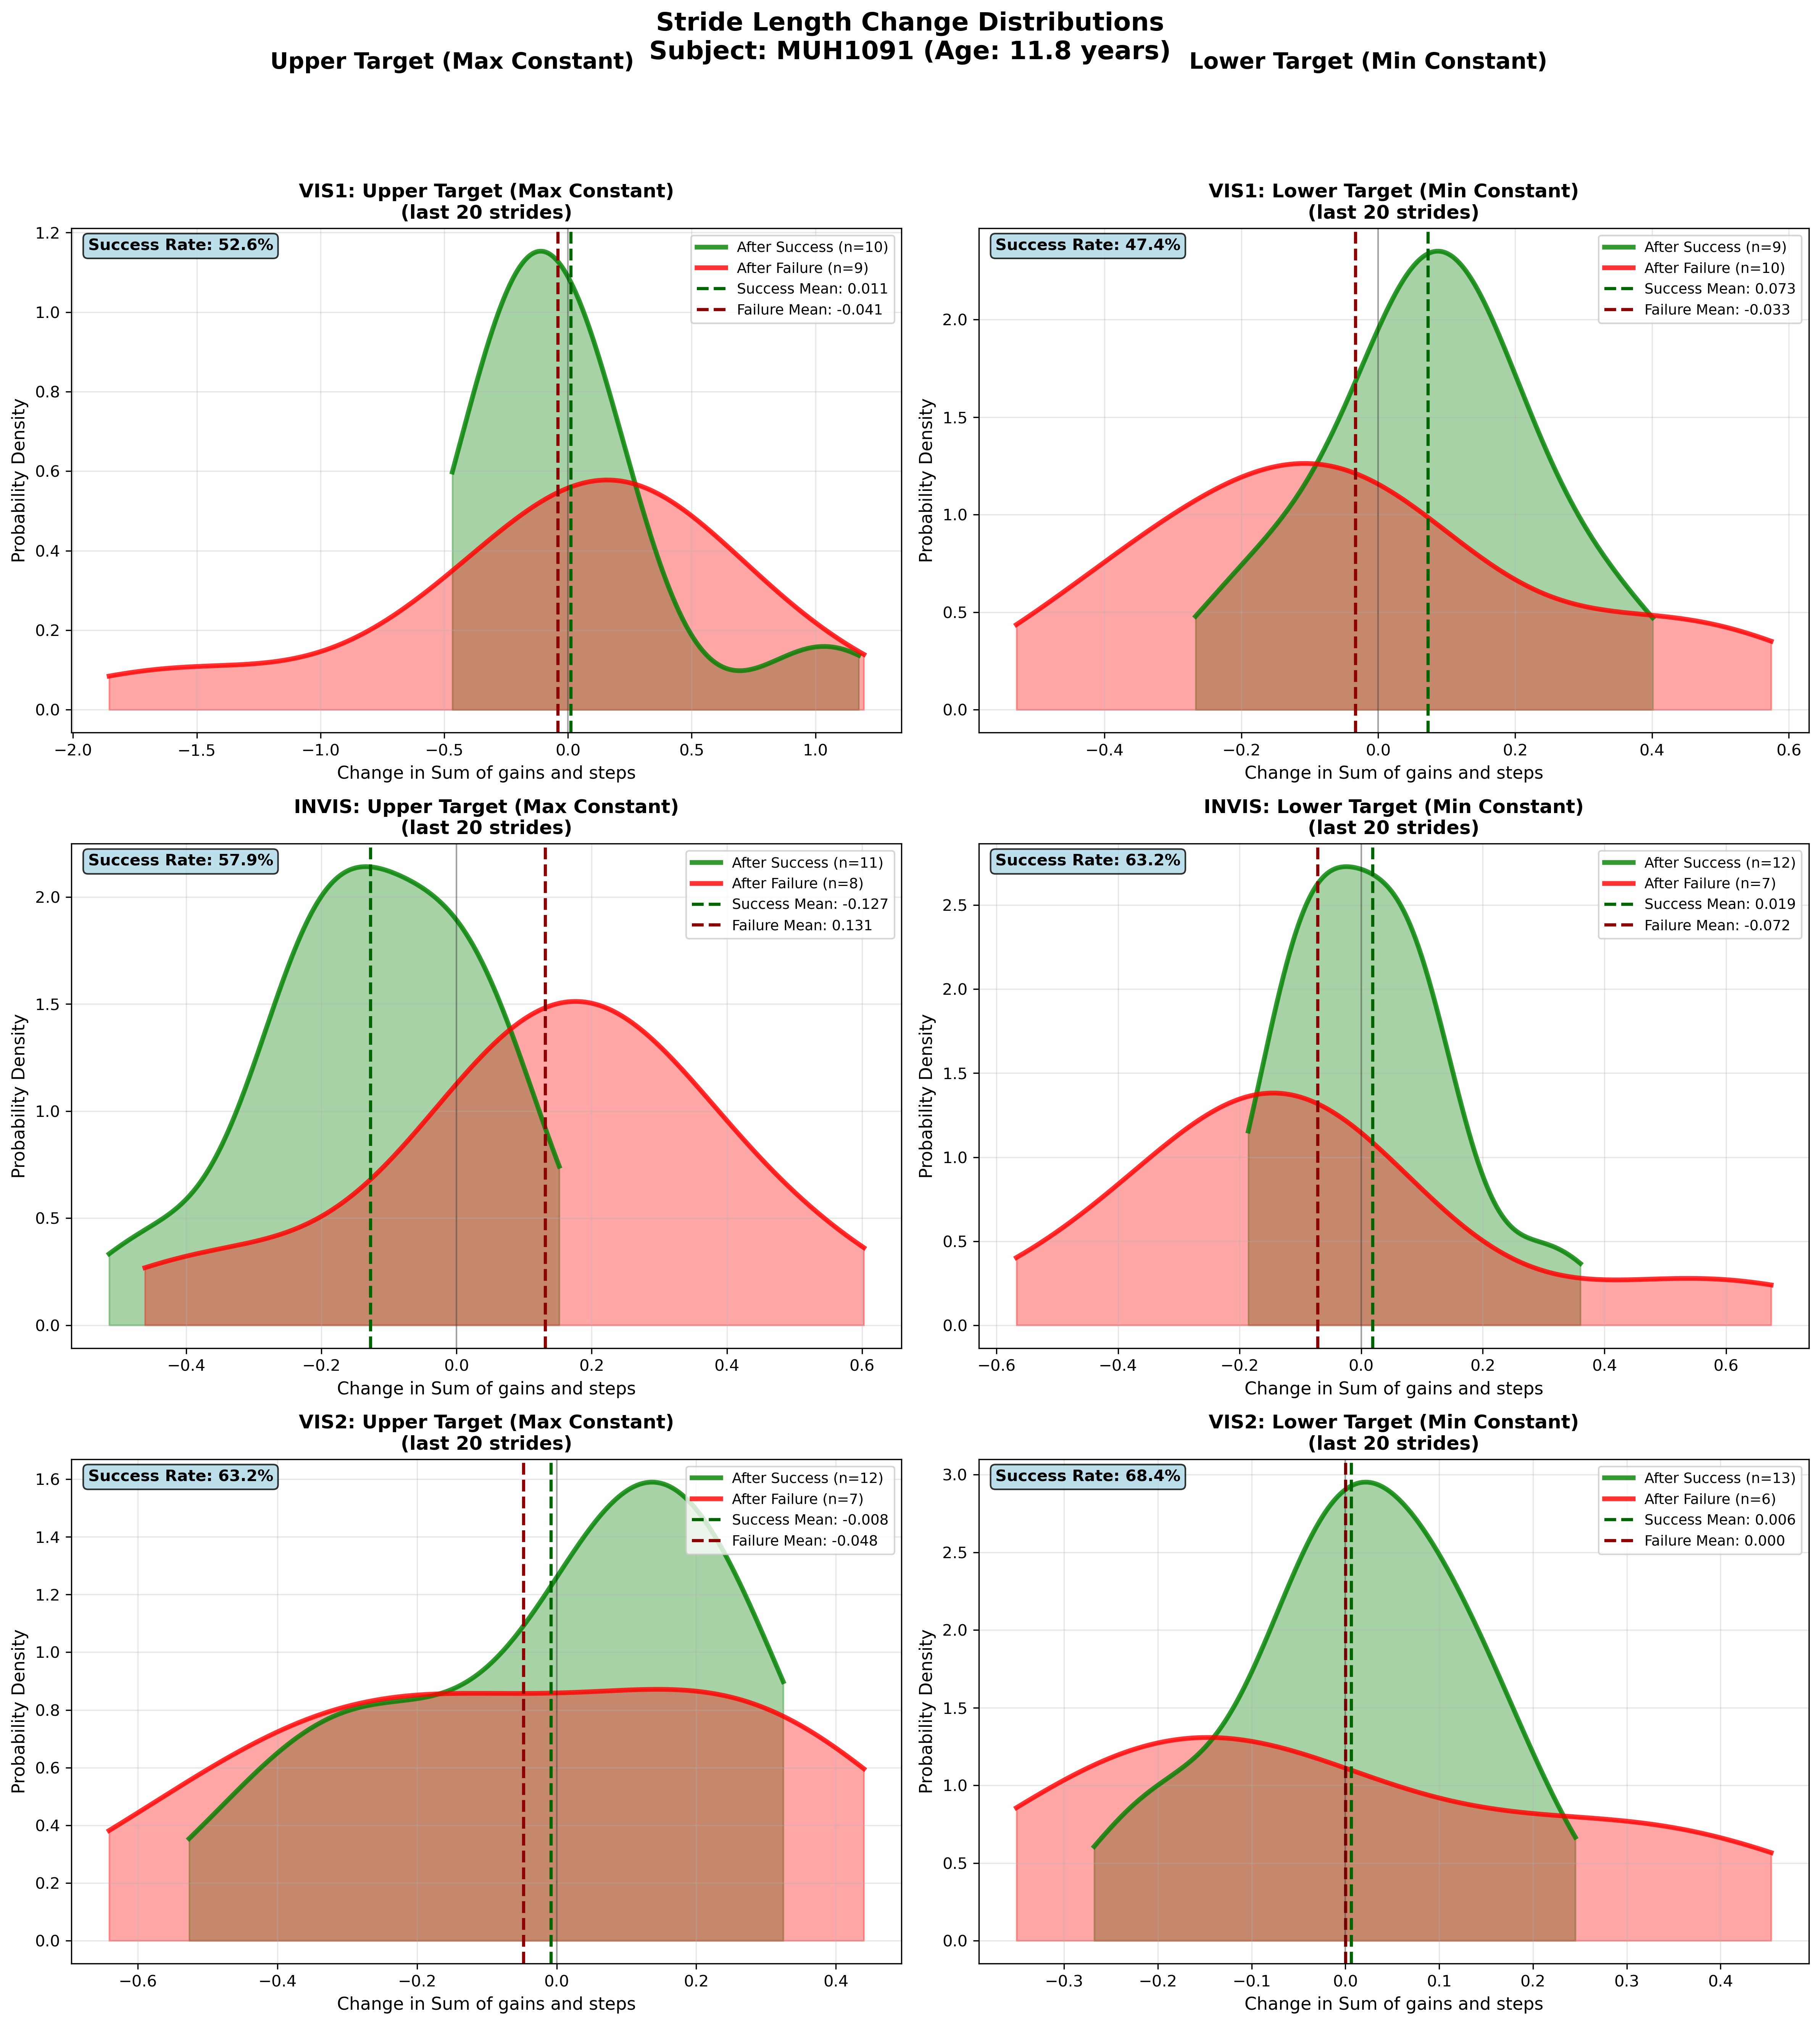 Stride Length Change Distributions
Subject: MUH1091 (Age: 11.8 years)
Upper Target (Max Constant)
Lower Target (Min Constant)
VIS1: Upper Target (Max Constant)
(last 20 strides)
Success Rate: 52.6%
After Success (n=10)
After Failure (n=9)
Success Mean: 0.011
Failure Mean: -0.041
Probability Density
1.2
1.0
0.8
0.6
0.4
0.2
0.0
−2.0 −1.5 −1.0 −0.5 0.0 0.5 1.0
Change in Sum of gains and steps
VIS1: Lower Target (Min Constant)
(last 20 strides)
Success Rate: 47.4%
After Success (n=9)
After Failure (n=10)
Success Mean: 0.073
Failure Mean: -0.033
Probability Density
2.0
1.5
1.0
0.5
0.0
−0.4 −0.2 0.0 0.2 0.4 0.6
Change in Sum of gains and steps
INVIS: Upper Target (Max Constant)
(last 20 strides)
Success Rate: 57.9%
After Success (n=11)
After Failure (n=8)
Success Mean: -0.127
Failure Mean: 0.131
Probability Density
2.0
1.5
1.0
0.5
0.0
−0.4 −0.2 0.0 0.2 0.4 0.6
Change in Sum of gains and steps
INVIS: Lower Target (Min Constant)
(last 20 strides)
Success Rate: 63.2%
After Success (n=12)
After Failure (n=7)
Success Mean: 0.019
Failure Mean: -0.072
Probability Density
2.5
2.0
1.5
1.0
0.5
0.0
−0.6 −0.4 −0.2 0.0 0.2 0.4 0.6
Change in Sum of gains and steps
VIS2: Upper Target (Max Constant)
(last 20 strides)
Success Rate: 63.2%
After Success (n=12)
After Failure (n=7)
Success Mean: -0.008
Failure Mean: -0.048
Probability Density
1.6
1.4
1.2
1.0
0.8
0.6
0.4
0.2
0.0
−0.6 −0.4 −0.2 0.0 0.2 0.4
Change in Sum of gains and steps
VIS2: Lower Target (Min Constant)
(last 20 strides)
Success Rate: 68.4%
After Success (n=13)
After Failure (n=6)
Success Mean: 0.006
Failure Mean: 0.000
Probability Density
3.0
2.5
2.0
1.5
1.0
0.5
0.0
−0.3 −0.2 −0.1 0.0 0.1 0.2 0.3 0.4
Change in Sum of gains and steps